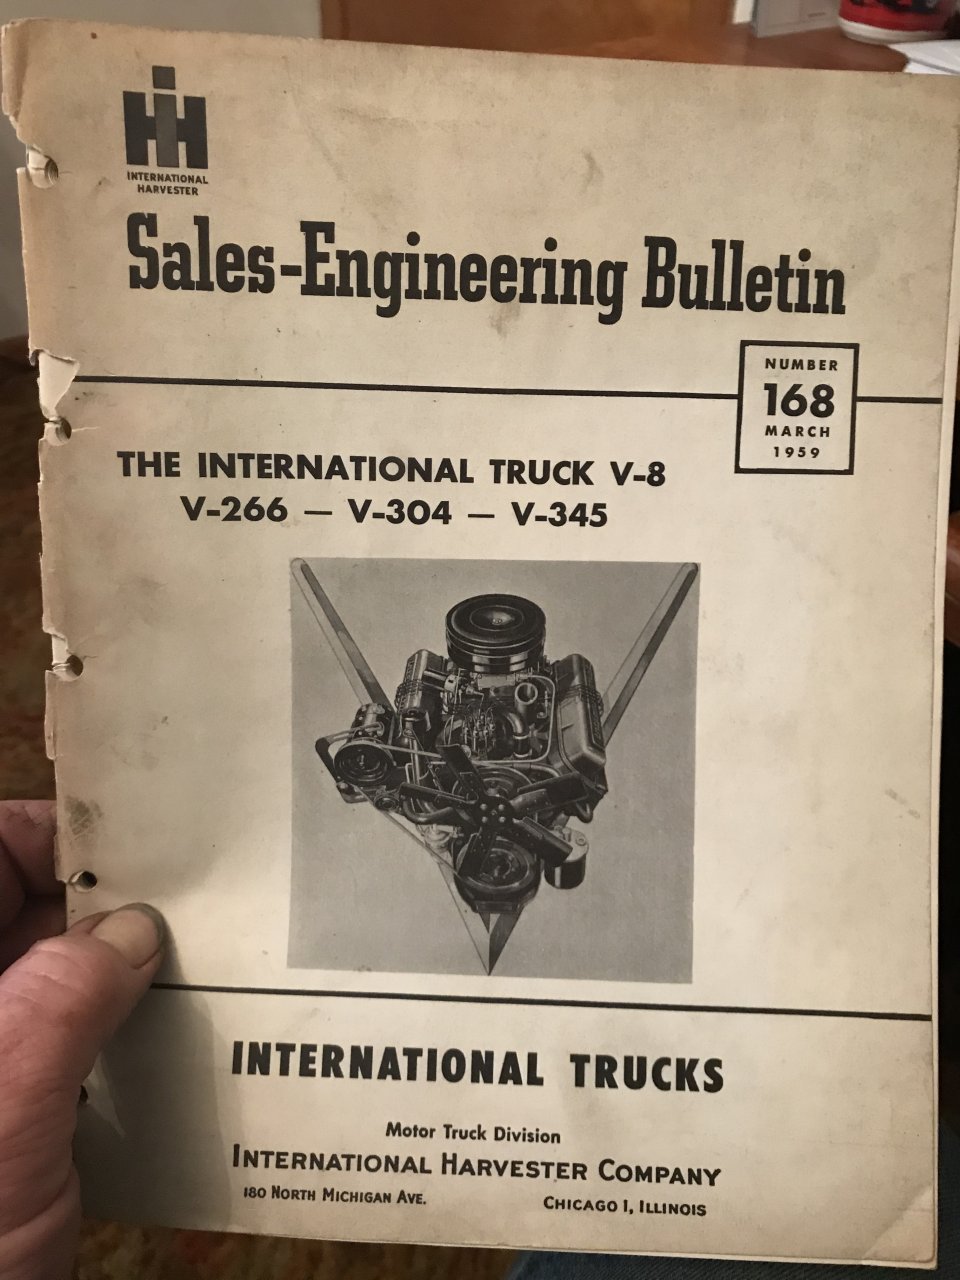 IH
INTERNATIONAL
HARVESTER
Sales-Engineering Bulletin
NUMBER
168
MARCH
1959
THE INTERNATIONAL TRUCK V-8
V-266 — V-304 — V-345
INTERNATIONAL TRUCKS
Motor Truck Division
INTERNATIONAL HARVESTER COMPANY
180 NORTH MICHIGAN AVE. CHICAGO 1, ILLINOIS